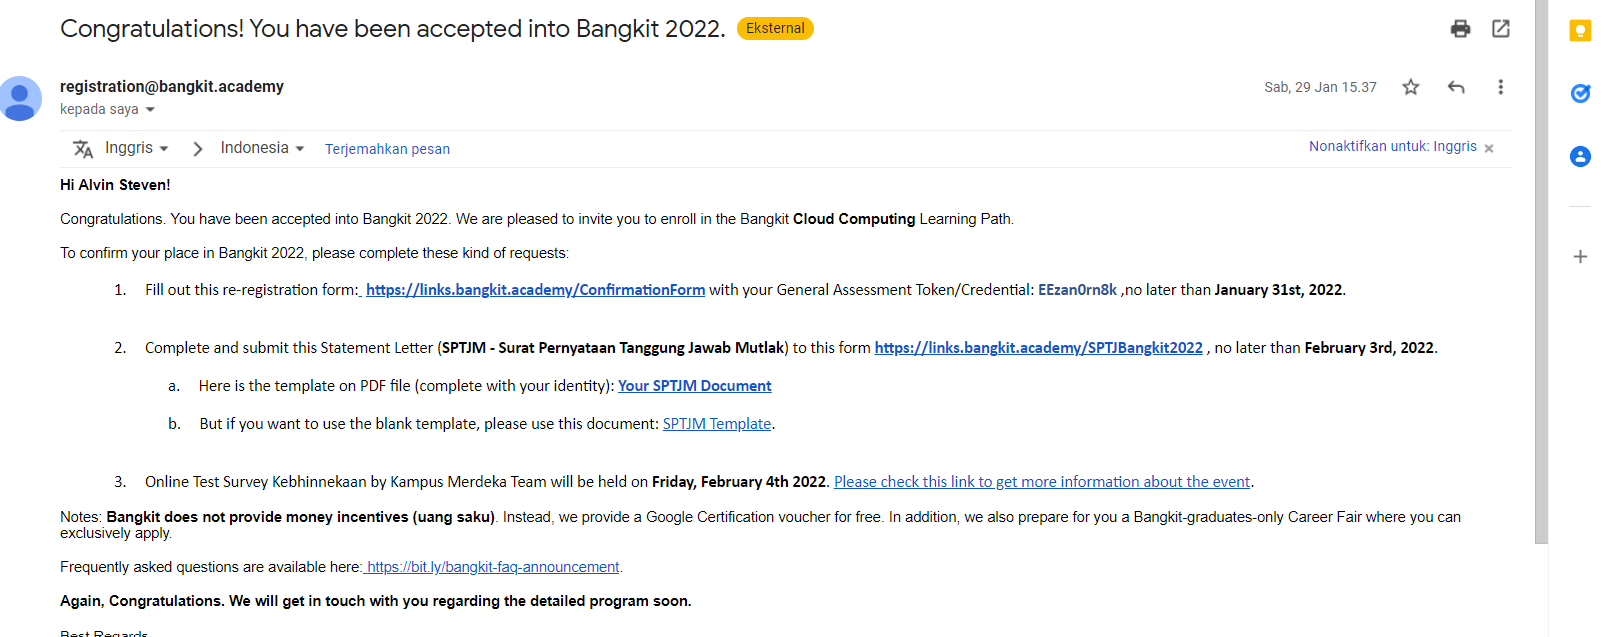 Congratulations! You have been accepted into Bangkit 2022. Eksternal
registration@bangkit.academy Sab, 29 Jan 15.37
kepada saya
Inggris Indonesia Terjemahkan pesan Nonaktifkan untuk: Inggris
Hi Alvin Steven!
Congratulations. You have been accepted into Bangkit 2022. We are pleased to invite you to enroll in the Bangkit Cloud Computing Learning Path.
To confirm your place in Bangkit 2022, please complete these kind of requests:
1. Fill out this re-registration form: https://links.bangkit.academy/ConfirmationForm with your General Assessment Token/Credential: EEzan0rn8k ,no later than January 31st, 2022.
2. Complete and submit this Statement Letter (SPTJM - Surat Pernyataan Tanggung Jawab Mutlak) to this form https://links.bangkit.academy/SPTJBangkit2022 , no later than February 3rd, 2022.
a. Here is the template on PDF file (complete with your identity): Your SPTJM Document
b. But if you want to use the blank template, please use this document: SPTJM Template.
3. Online Test Survey Kebhinnekaan by Kampus Merdeka Team will be held on Friday, February 4th 2022. Please check this link to get more information about the event.
Notes: Bangkit does not provide money incentives (uang saku). Instead, we provide a Google Certification voucher for free. In addition, we also prepare for you a Bangkit-graduates-only Career Fair where you can
exclusively apply.
Frequently asked questions are available here: https://bit.ly/bangkit-faq-announcement.
Again, Congratulations. We will get in touch with you regarding the detailed program soon.
Best Regards